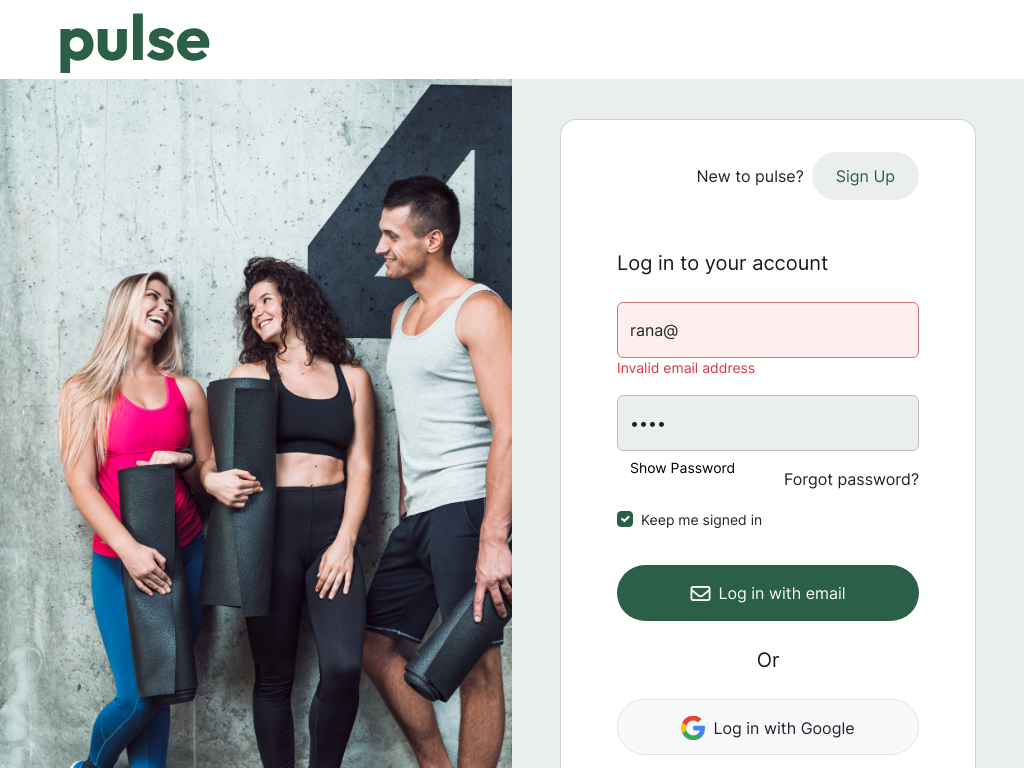 pulse
New to pulse? Sign Up
Log in to your account
rana@
Invalid email address
••••
Show Password
Forgot password?
Keep me signed in
Log in with email
Or
Log in with Google
4